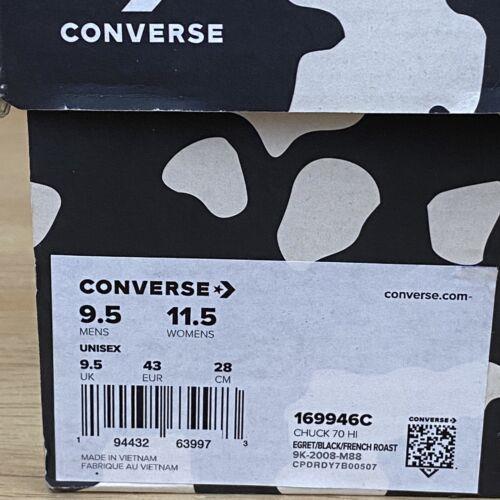 CONVERSE
CONVERSE
converse.com
9.5 11.5
MENS WOMENS
UNISEX
9.5 43 28
UK EUR CM
1 94432 63997 3
MADE IN VIETNAM
FABRIQUE AU VIETNAM
169946C
CHUCK 70 HI
EGRET/BLACK/FRENCH ROAST
9K-2008-M88
CPDRDY7B00507
CONVERSE